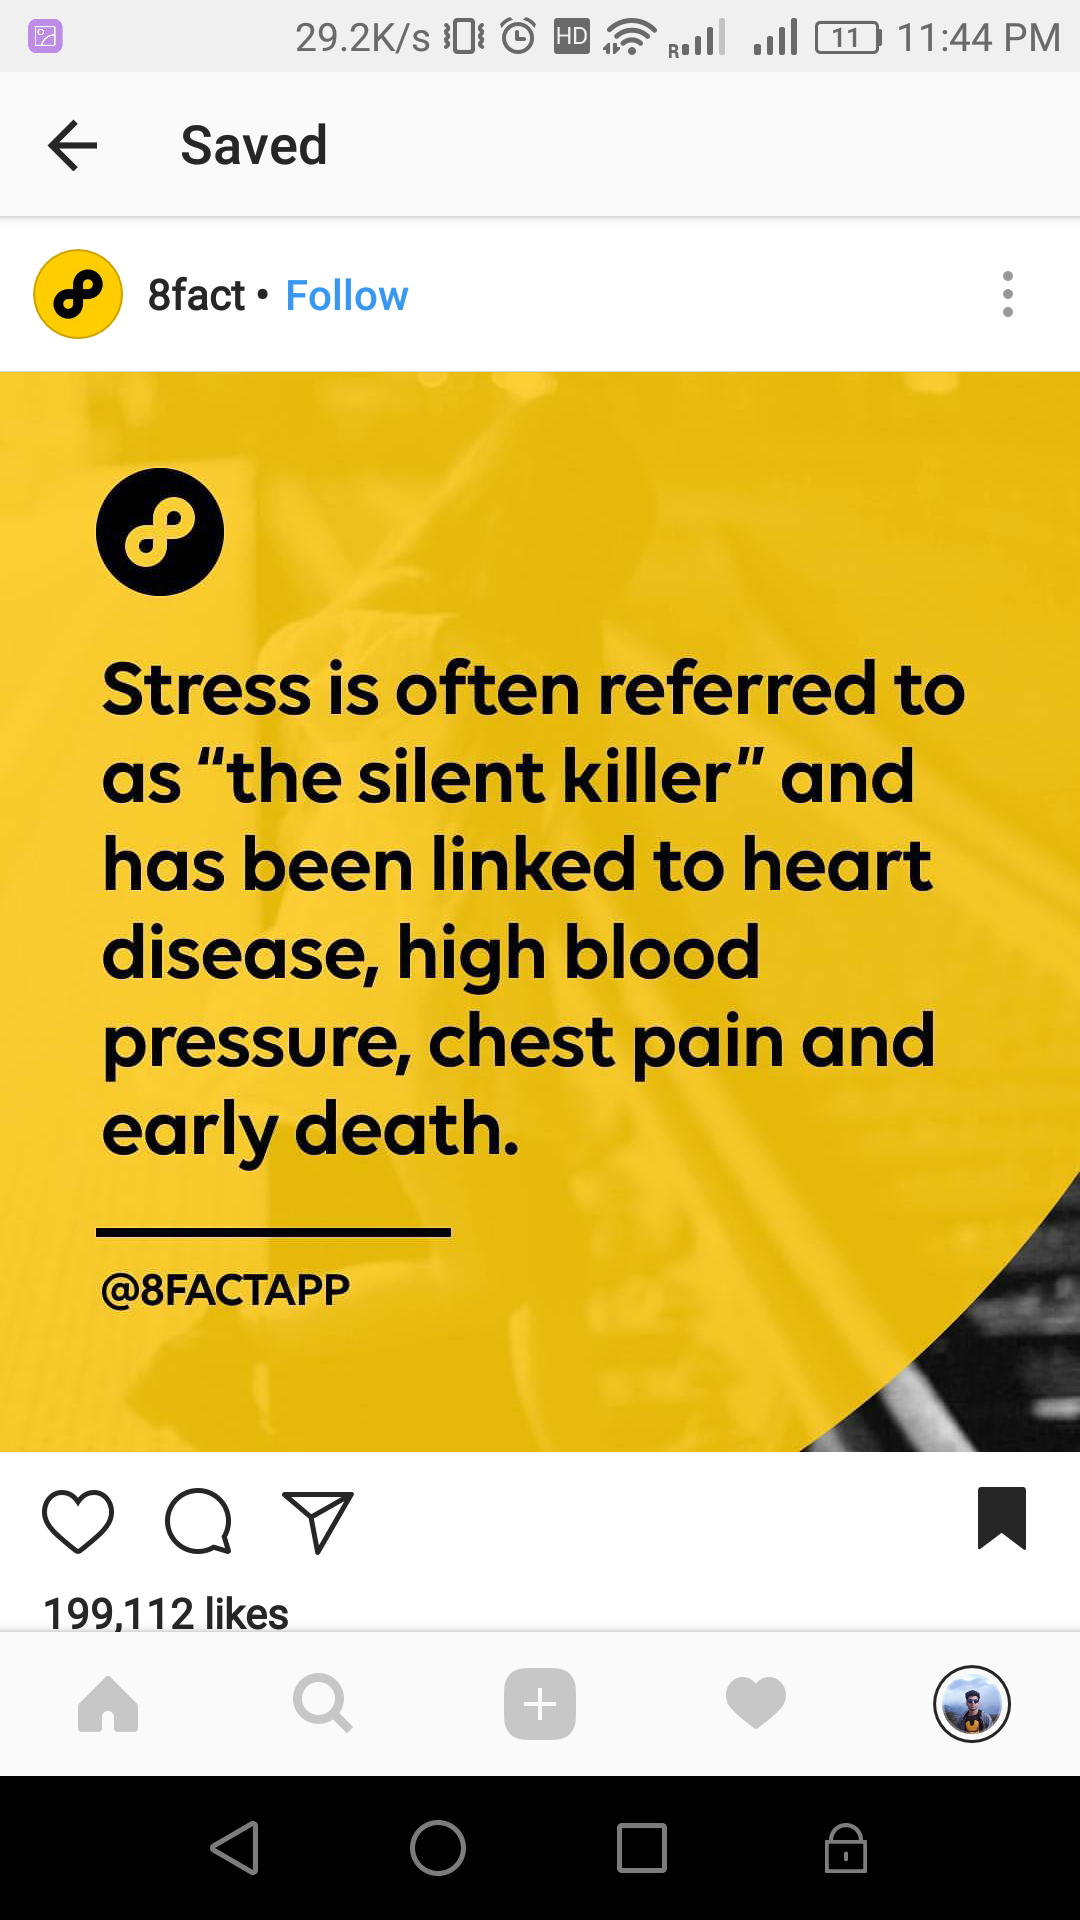 29.2K/s HD R 11 11:44 PM
Saved
8fact • Follow
Stress is often referred to
as “the silent killer” and
has been linked to heart
disease, high blood
pressure, chest pain and
early death.
@8FACTAPP
199,112 likes